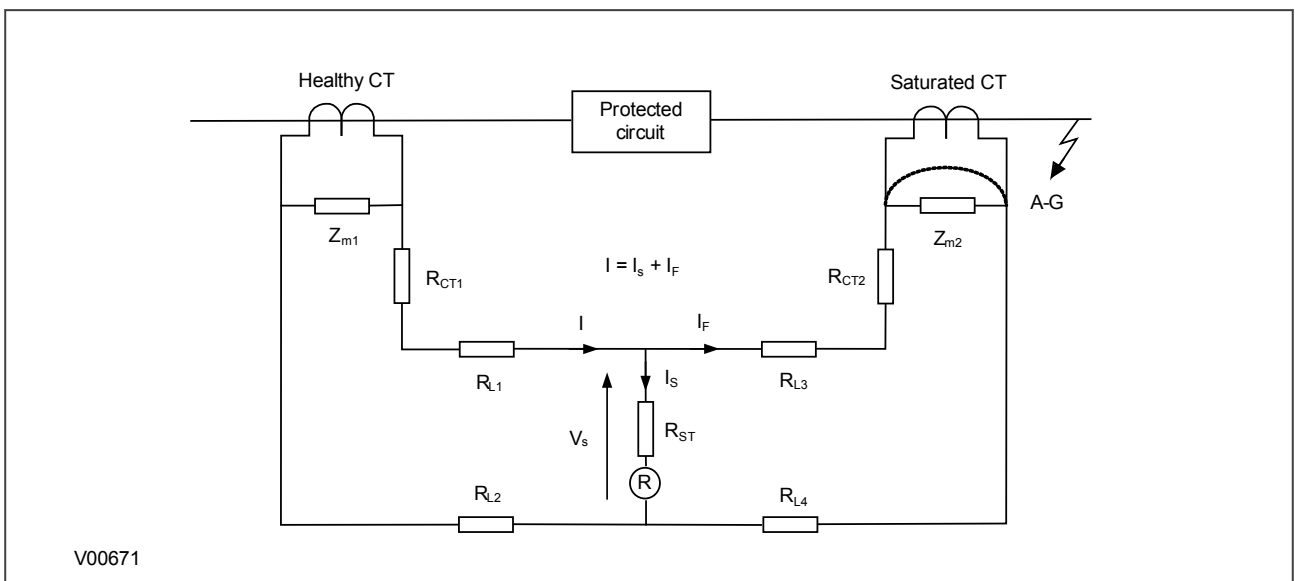 Healthy CT
Saturated CT
Protected
circuit
A-G
Zm1
Zm2
RCT1
I = Is + IF
RCT2
I
IF
RL1
IS
RL3
Vs
RST
R
RL2
RL4
V00671